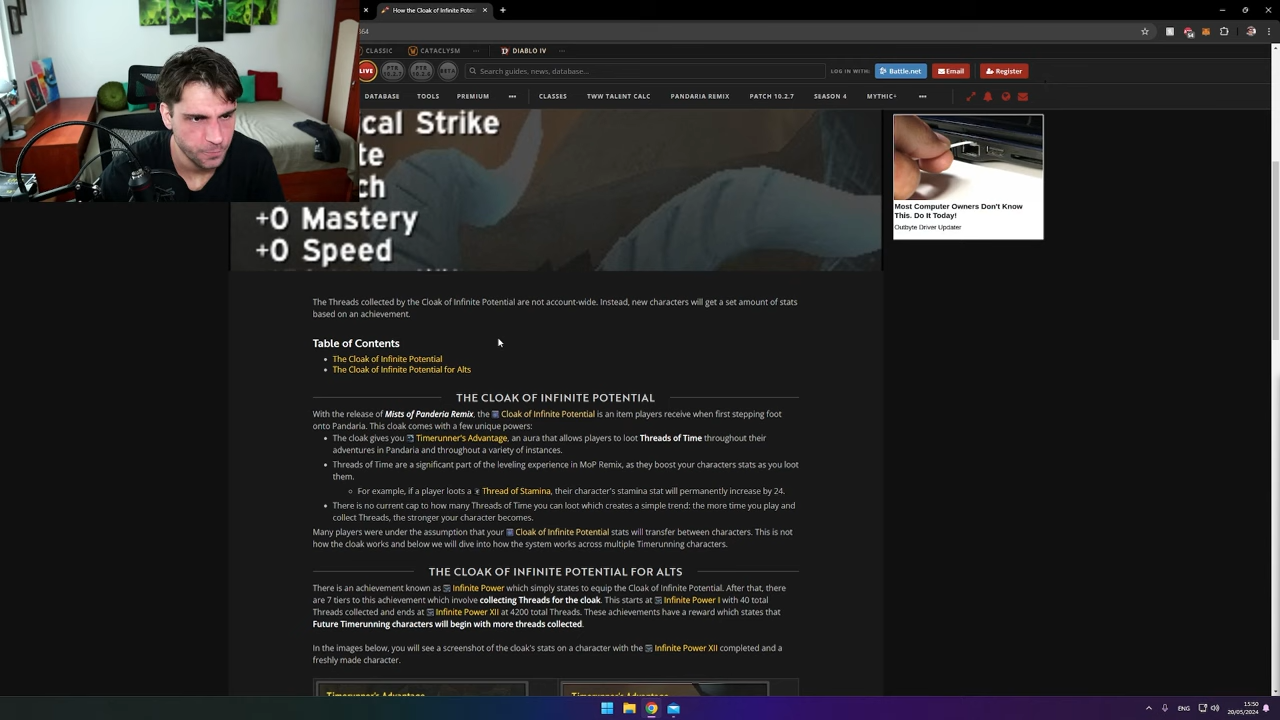 How the Cloak of Infinite Poten
364
CLASSIC
CATACLYSM
DIABLO IV
LIVE
PTR
PTR
BETA
Search guides, news, database...
LOG IN WITH:
Battle.net
Email
Register
DATABASE
TOOLS
PREMIUM
CLASSES
TWW TALENT CALC
PANDARIA REMIX
PATCH 10.2.7
SEASON 4
MYTHIC+
cal Strike
te
ch
+0 Mastery
+0 Speed
Most Computer Owners Don't Know
This. Do It Today!
Outbyte Driver Updater
The Threads collected by the Cloak of Infinite Potential are not account-wide. Instead, new characters will get a set amount of stats
based on an achievement.
Table of Contents
The Cloak of Infinite Potential
The Cloak of Infinite Potential for Alts
THE CLOAK OF INFINITE POTENTIAL
With the release of Mists of Pandaria Remix, the Cloak of Infinite Potential is an item players receive when first stepping foot
onto Pandaria. This cloak comes with a few unique powers:
The cloak gives you Timerunner's Advantage, an aura that allows players to loot Threads of Time throughout their
adventures in Pandaria and throughout a variety of instances.
Threads of Time are a significant part of the leveling experience in MoP Remix, as they boost your characters stats as you loot
them.
For example, if a player loots a Thread of Stamina, their character's stamina stat will permanently increase by 24.
There is no current cap to how many Threads of Time you can loot which creates a simple trend: the more time you play and
collect Threads, the stronger your character becomes.
Many players were under the assumption that your Cloak of Infinite Potential stats will transfer between characters. This is not
how the cloak works and below we will dive into how the system works across multiple Timerunning characters.
THE CLOAK OF INFINITE POTENTIAL FOR ALTS
There is an achievement known as Infinite Power which simply states to equip the Cloak of Infinite Potential. After that, there
are 7 tiers to this achievement which involve collecting Threads for the cloak. This starts at Infinite Power I with 40 total
Threads collected and ends at Infinite Power XII at 4200 total Threads. These achievements have a reward which states that
Future Timerunning characters will begin with more threads collected.
In the images below, you will see a screenshot of the cloak's stats on a character with the Infinite Power XII completed and a
freshly made character.
Timerunner's Advantage
Timerunner's Advantage
ENG
15:50
20/05/2024